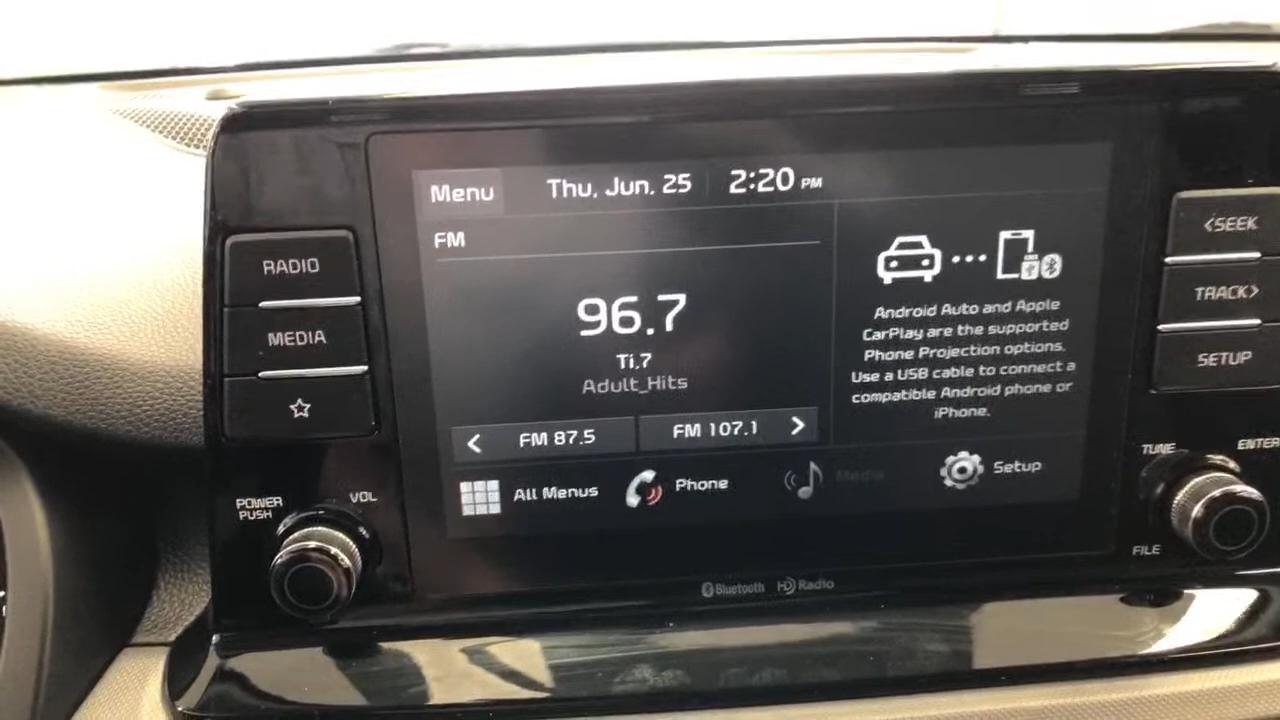 Menu
Thu, Jun. 25
2:20 PM
FM
96.7
Ti.7
Adult_Hits
FM 87.5
FM 107.1
Android Auto and Apple
CarPlay are the supported
Phone Projection options.
Use a USB cable to connect a
compatible Android phone or
iPhone.
All Menus
Phone
Media
Setup
RADIO
MEDIA
POWER
PUSH
VOL
<SEEK
TRACK>
SETUP
TUNE
ENTER
FILE
Bluetooth
HD Radio